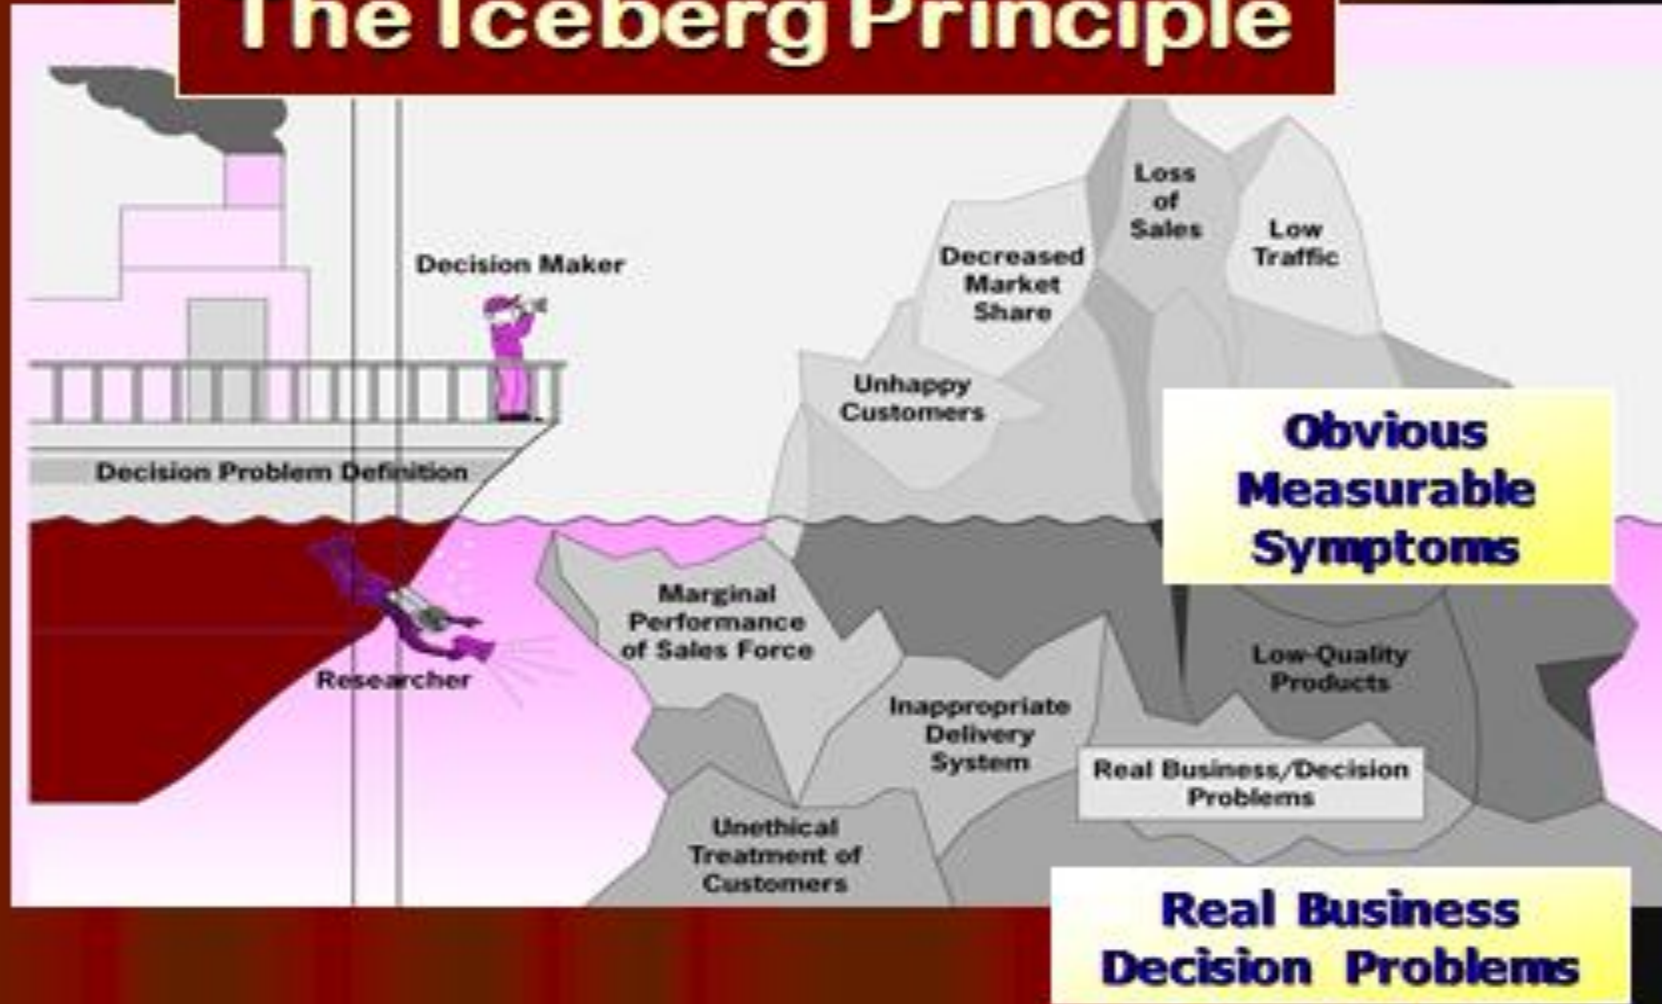 The Iceberg Principle
Loss
of
Sales
Low
Traffic
Decreased
Market
Share
Decision Maker
Unhappy
Customers
Obvious
Measurable
Symptoms
Decision Problem Definition
Marginal
Performance
of Sales Force
Researcher
Low-Quality
Products
Inappropriate
Delivery
System
Real Business/Decision
Problems
Unethical
Treatment of
Customers
Real Business
Decision Problems